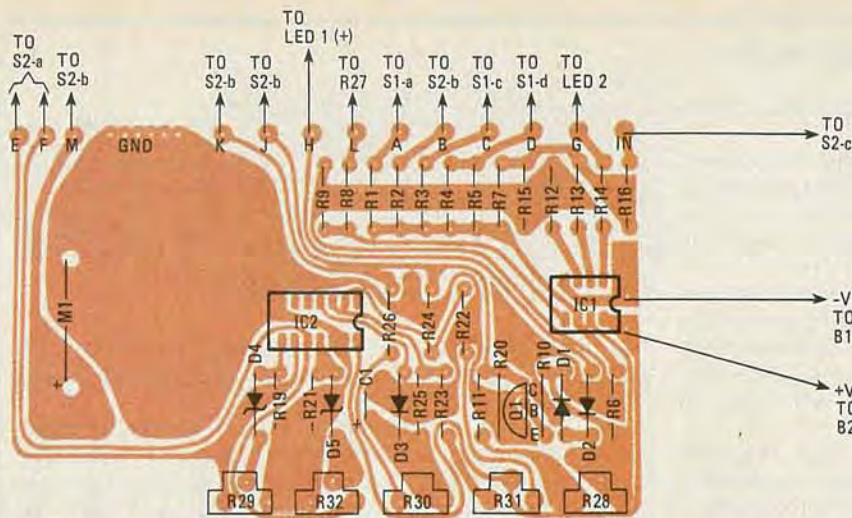 TO
S2-a
TO
S2-b
TO
S2-b
TO
S2-b
TO
LED 1 (+)
TO
R27
TO
S1-a
TO
S2-b
TO
S1-c
TO
S1-d
TO
LED 2
E F M GND K J H L A B C D G IN
TO
S2-c
R9 R8 R1 R2 R3 R4 R5 R7 R15 R12 R13 R14 R16
M1
+
IC2
R26
R24
R22
IC1
-V
TO
B1
+V
TO
B2
D4
R19
R21
D5
C1
+
D3
R25
R23
R11
R20
Q1
C
B
E
R10
D1
D2
R6
R29 R32 R30 R31 R28